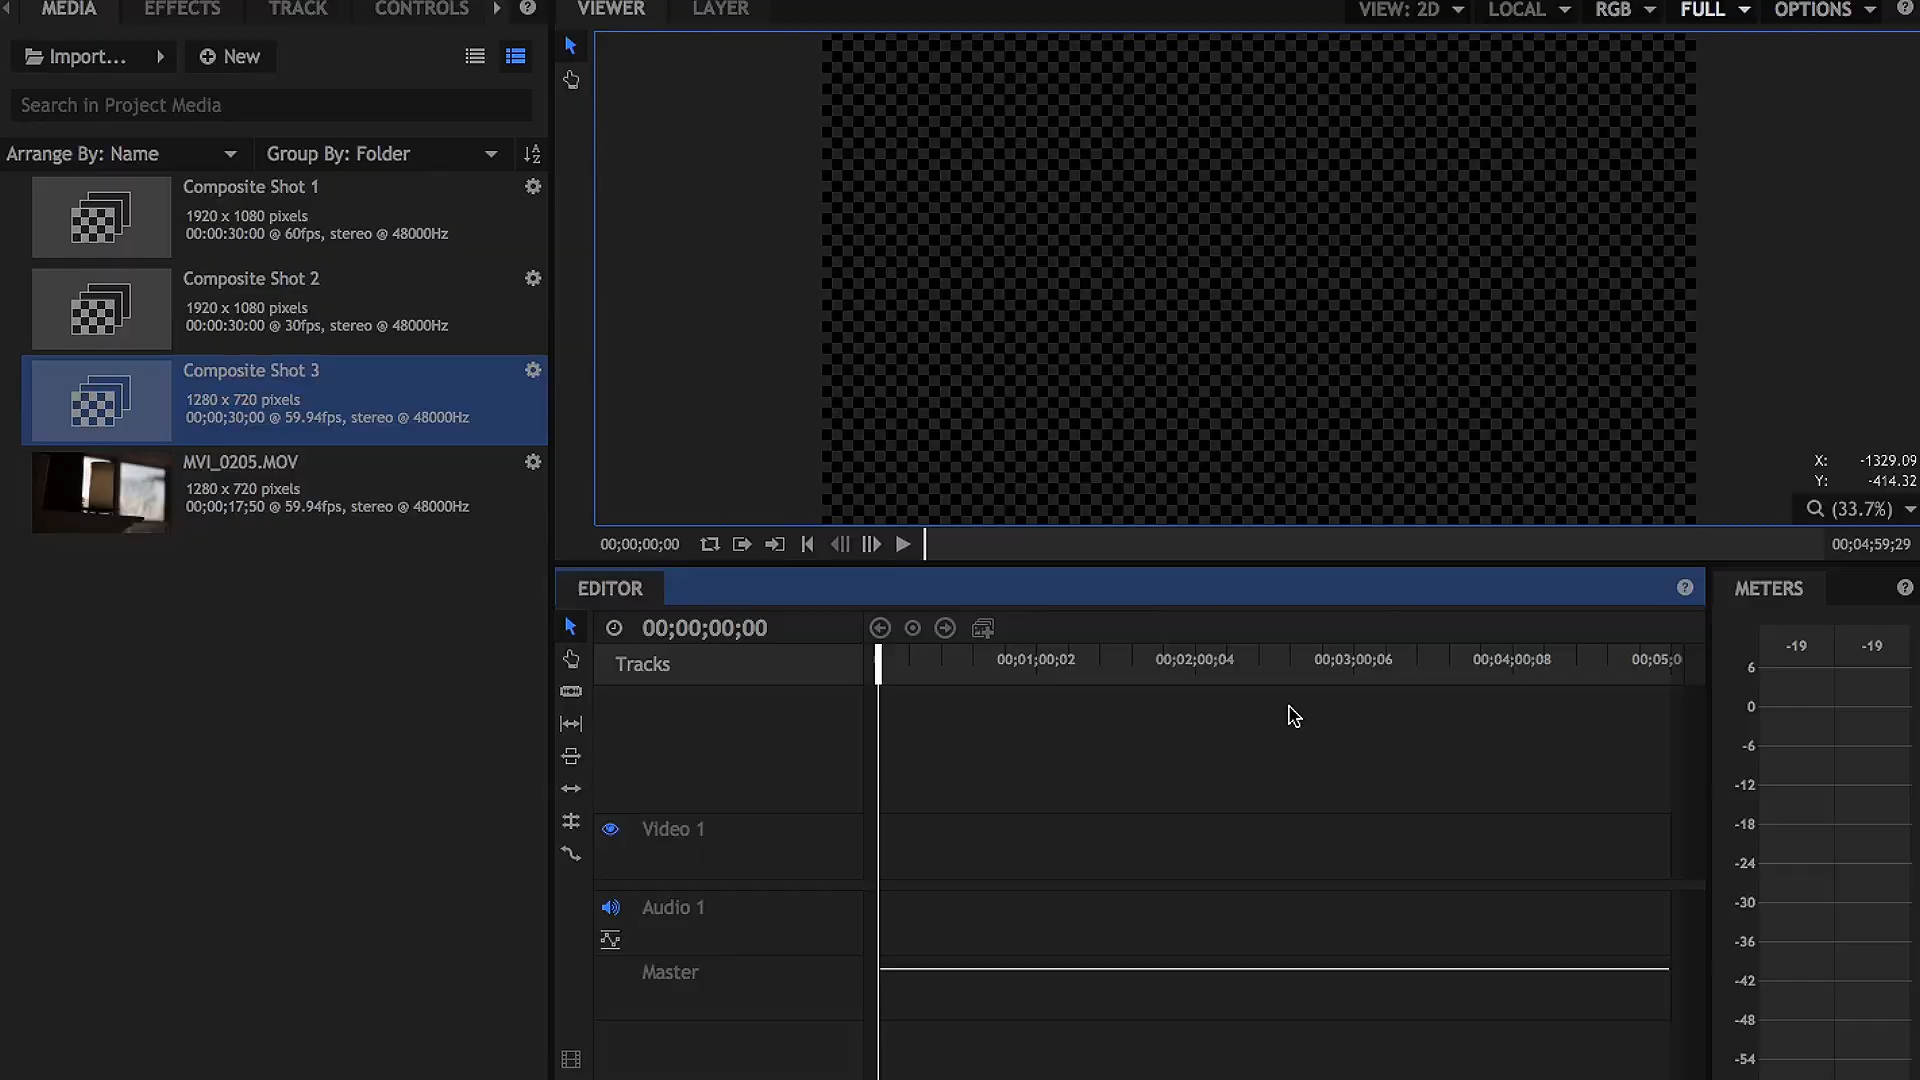 MEDIA
EFFECTS
TRACK
CONTROLS
Import...
New
Search in Project Media
Arrange By: Name
Group By: Folder
Composite Shot 1
1920 x 1080 pixels
00:00:30:00 @ 60fps, stereo @ 48000Hz
Composite Shot 2
1920 x 1080 pixels
00:00:30:00 @ 30fps, stereo @ 48000Hz
Composite Shot 3
1280 x 720 pixels
00;00;30;00 @ 59.94fps, stereo @ 48000Hz
MVI_0205.MOV
1280 x 720 pixels
00;00;17;50 @ 59.94fps, stereo @ 48000Hz
VIEWER
LAYER
VIEW: 2D
LOCAL
RGB
FULL
OPTIONS
X: -1329.09
Y: -414.32
(33.7%)
00;00;00;00
00;04;59;29
EDITOR
00;00;00;00
Tracks
00;01;00;02
00;02;00;04
00;03;00;06
00;04;00;08
00;05;0
Video 1
Audio 1
Master
METERS
-19 -19
6
0
-6
-12
-18
-24
-30
-36
-42
-48
-54